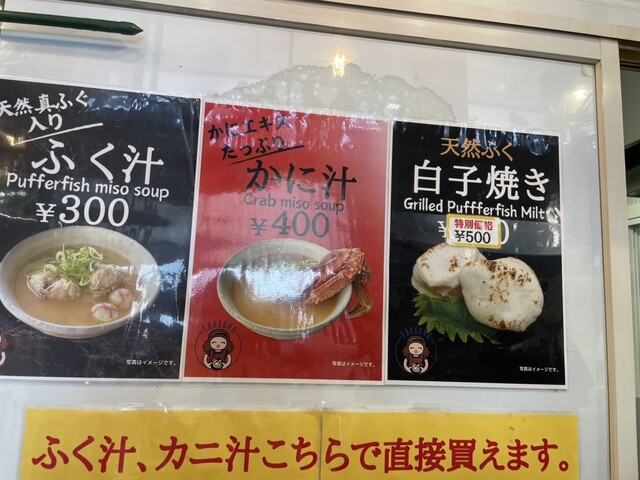 天然真ふぐ
入り
ふく汁
Pufferfish miso soup
¥300
写真はイメージです。
かにエキス
たっぷり
かに汁
Crab miso soup
¥400
写真はイメージです。
天然ふぐ
白子焼き
Grilled Puffferfish Milt
特別価格
¥500
写真はイメージです。
ふく汁、カニ汁こちらで直接買えます。